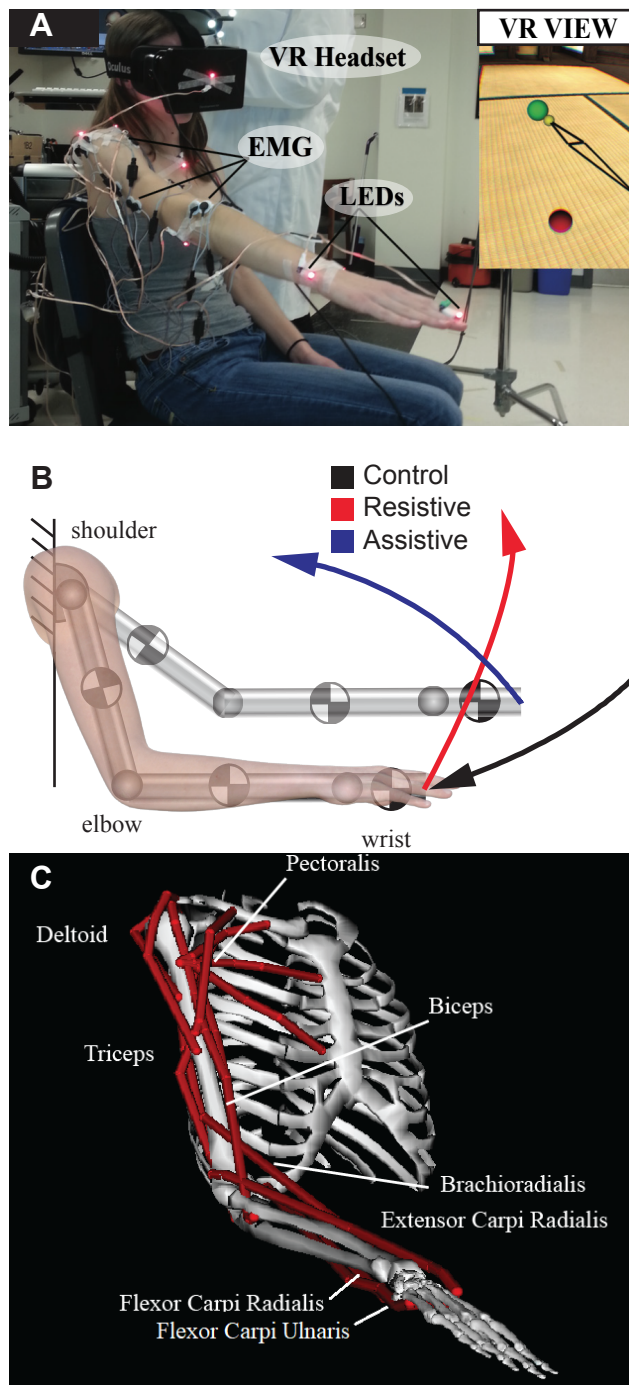 A
VR VIEW
oculus
VR Headset
EMG
LEDs
B
Control
Resistive
Assistive
shoulder
elbow
wrist
C
Pectoralis
Deltoid
Biceps
Triceps
Brachioradialis
Extensor Carpi Radialis
Flexor Carpi Radialis
Flexor Carpi Ulnaris